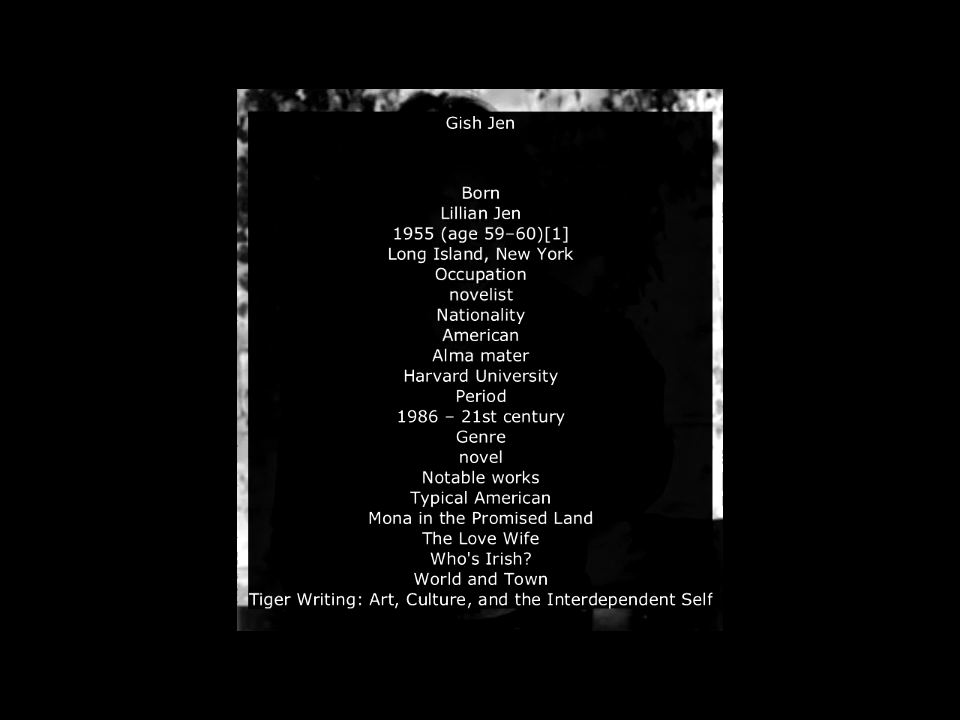 Gish Jen
Born
Lillian Jen
1955 (age 59–60)[1]
Long Island, New York
Occupation
novelist
Nationality
American
Alma mater
Harvard University
Period
1986 – 21st century
Genre
novel
Notable works
Typical American
Mona in the Promised Land
The Love Wife
Who's Irish?
World and Town
Tiger Writing: Art, Culture, and the Interdependent Self